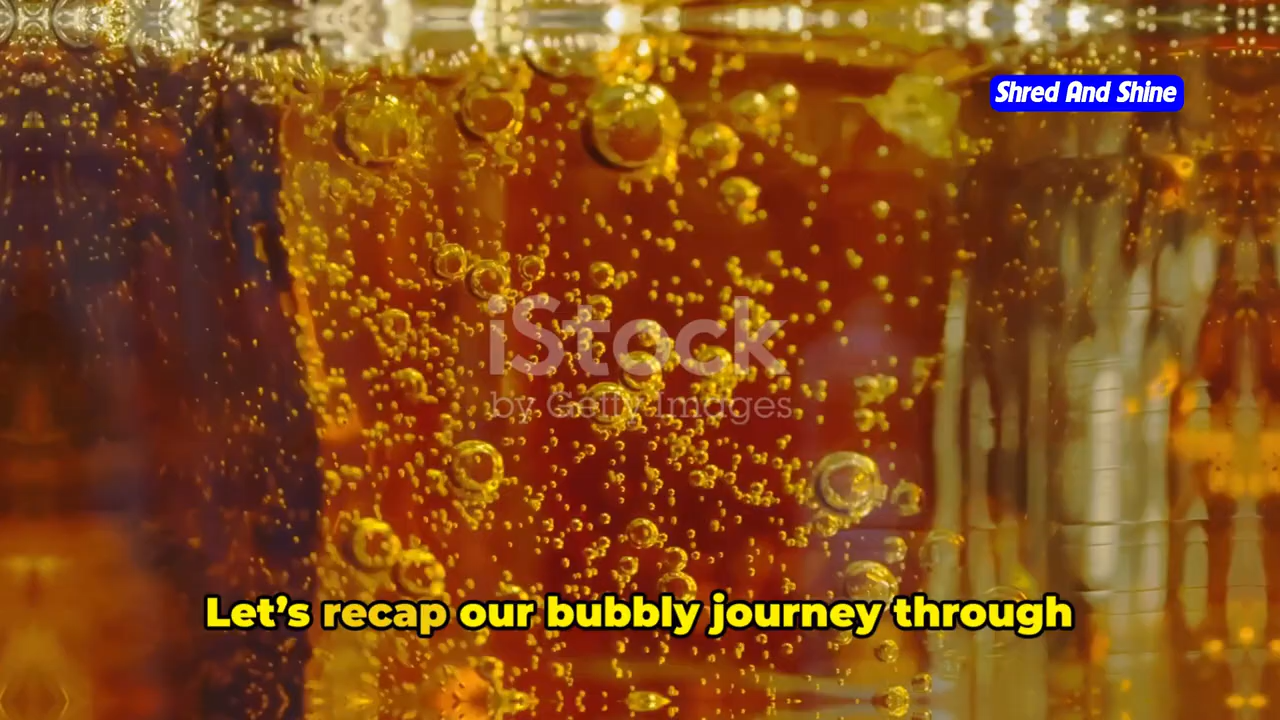 Shred And Shine
iStock
by Getty Images
Let's recap our bubbly journey through